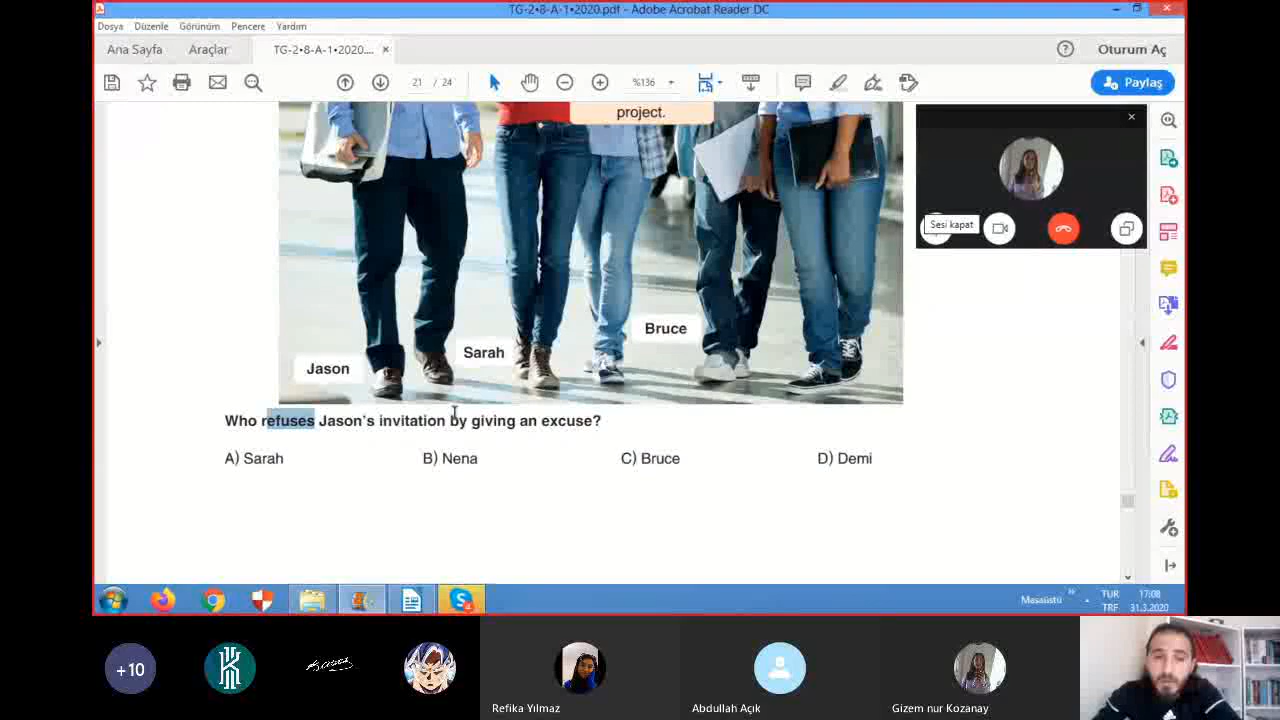 TG-2•8-A-1•2020.pdf - Adobe Acrobat Reader DC
Dosya Düzenle Görünüm Pencere Yardım
Ana Sayfa Araçlar TG-2•8-A-1•2020.... × Oturum Aç
21 / 24 %136 Paylaş
project.
Sesi kapat
Bruce
Sarah
Jason
Who refuses Jason's invitation by giving an excuse?
A) Sarah B) Nena C) Bruce D) Demi
Masaüstü TUR 17:08
TRF 31.3.2020
+10
Refika Yılmaz Abdullah Açık Gizem nur Kozanay